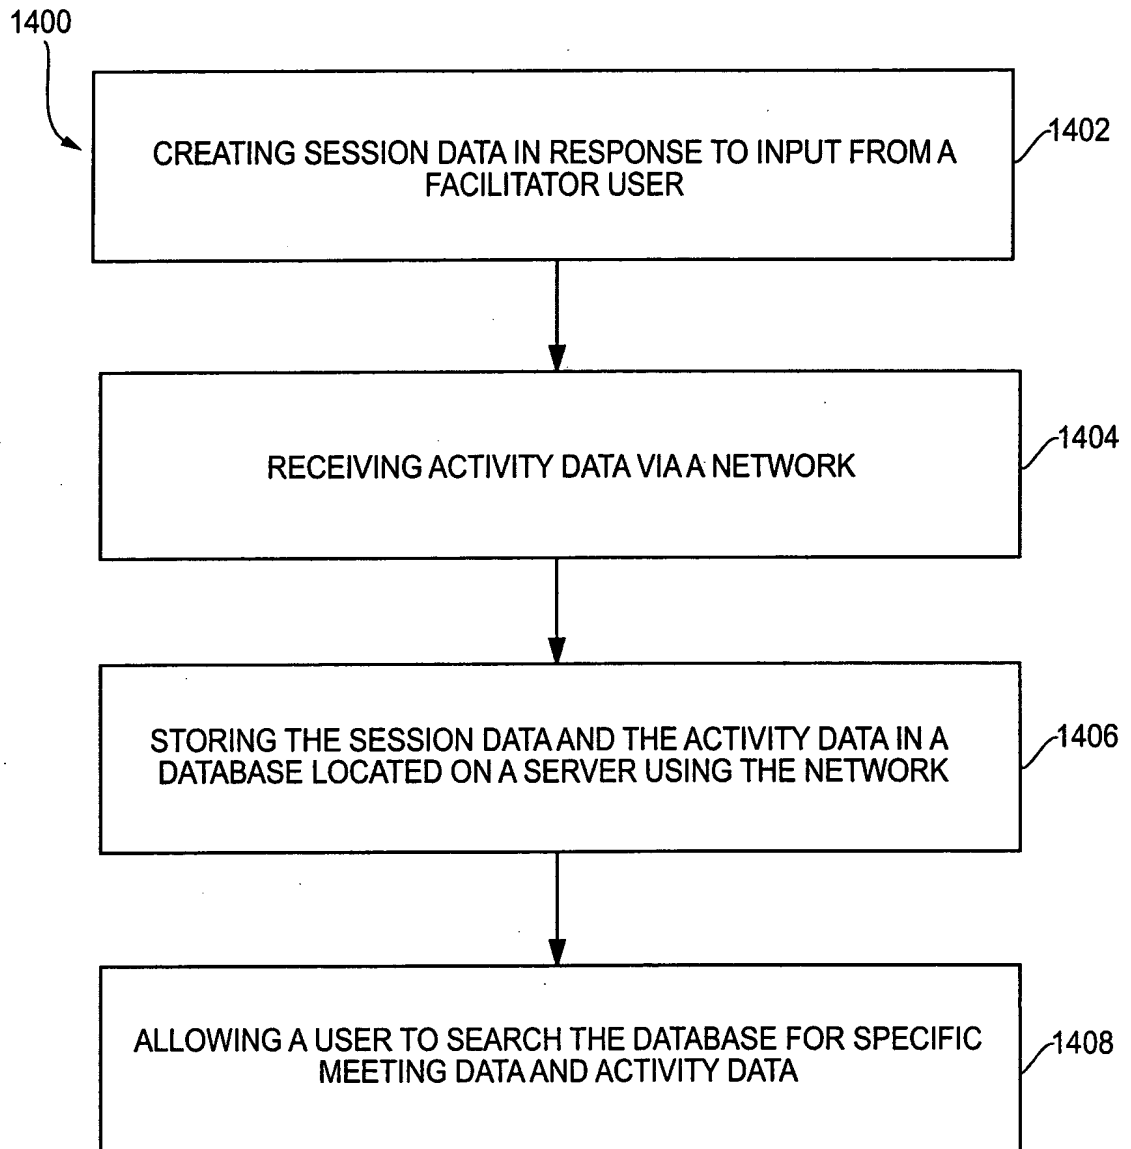 1400
CREATING SESSION DATA IN RESPONSE TO INPUT FROM A
FACILITATOR USER
1402
RECEIVING ACTIVITY DATA VIA A NETWORK
1404
STORING THE SESSION DATA AND THE ACTIVITY DATA IN A
DATABASE LOCATED ON A SERVER USING THE NETWORK
1406
ALLOWING A USER TO SEARCH THE DATABASE FOR SPECIFIC
MEETING DATA AND ACTIVITY DATA
1408